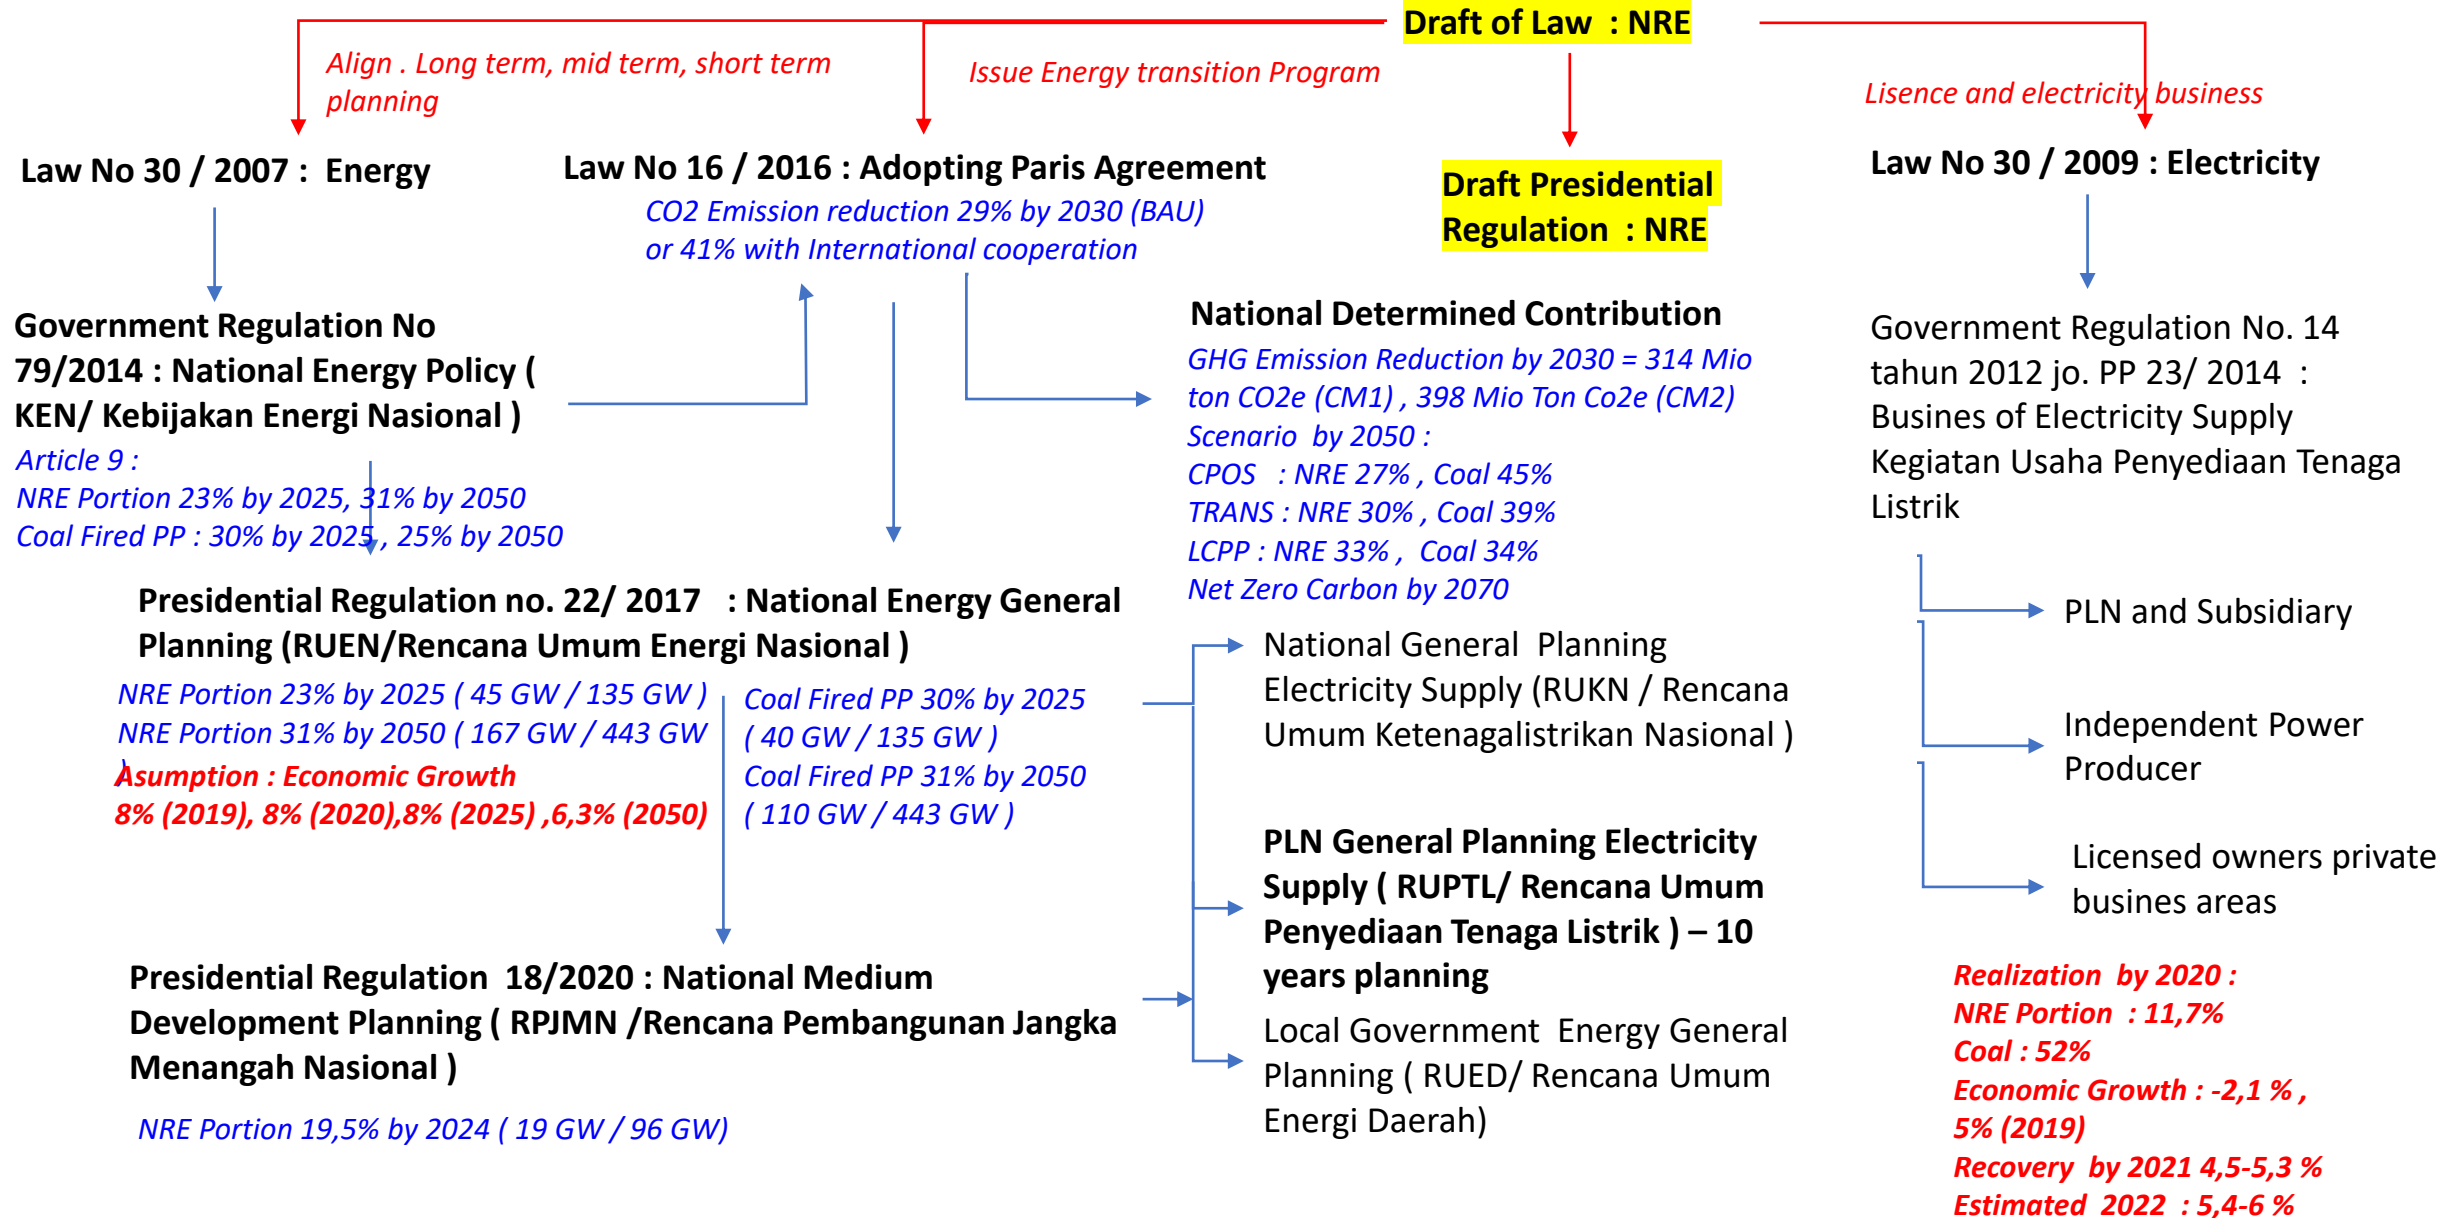 Draft of Law : NRE
Align . Long term, mid term, short term
planning
Issue Energy transition Program
Lisence and electricity business
Law No 30 / 2007 : Energy
Law No 16 / 2016 : Adopting Paris Agreement
CO2 Emission reduction 29% by 2030 (BAU)
or 41% with International cooperation
Draft Presidential
Regulation : NRE
Law No 30 / 2009 : Electricity
Government Regulation No
79/2014 : National Energy Policy (
KEN/ Kebijakan Energi Nasional )
Article 9 :
NRE Portion 23% by 2025, 31% by 2050
Coal Fired PP : 30% by 2025 , 25% by 2050
National Determined Contribution
GHG Emission Reduction by 2030 = 314 Mio
ton CO2e (CM1) , 398 Mio Ton Co2e (CM2)
Scenario by 2050 :
CPOS : NRE 27% , Coal 45%
TRANS : NRE 30% , Coal 39%
LCPP : NRE 33% , Coal 34%
Net Zero Carbon by 2070
Government Regulation No. 14
tahun 2012 jo. PP 23/ 2014 :
Busines of Electricity Supply
Kegiatan Usaha Penyediaan Tenaga
Listrik
PLN and Subsidiary
Independent Power
Producer
Licensed owners private
busines areas
Presidential Regulation no. 22/ 2017 : National Energy General
Planning (RUEN/Rencana Umum Energi Nasional )
NRE Portion 23% by 2025 ( 45 GW / 135 GW )
NRE Portion 31% by 2050 ( 167 GW / 443 GW
)
Asumption : Economic Growth
8% (2019), 8% (2020),8% (2025) ,6,3% (2050)
Coal Fired PP 30% by 2025
( 40 GW / 135 GW )
Coal Fired PP 31% by 2050
( 110 GW / 443 GW )
National General Planning
Electricity Supply (RUKN / Rencana
Umum Ketenagalistrikan Nasional )
PLN General Planning Electricity
Supply ( RUPTL/ Rencana Umum
Penyediaan Tenaga Listrik ) – 10
years planning
Local Government Energy General
Planning ( RUED/ Rencana Umum
Energi Daerah)
Presidential Regulation 18/2020 : National Medium
Development Planning ( RPJMN /Rencana Pembangunan Jangka
Menangah Nasional )
NRE Portion 19,5% by 2024 ( 19 GW / 96 GW)
Realization by 2020 :
NRE Portion : 11,7%
Coal : 52%
Economic Growth : -2,1 % ,
5% (2019)
Recovery by 2021 4,5-5,3 %
Estimated 2022 : 5,4-6 %